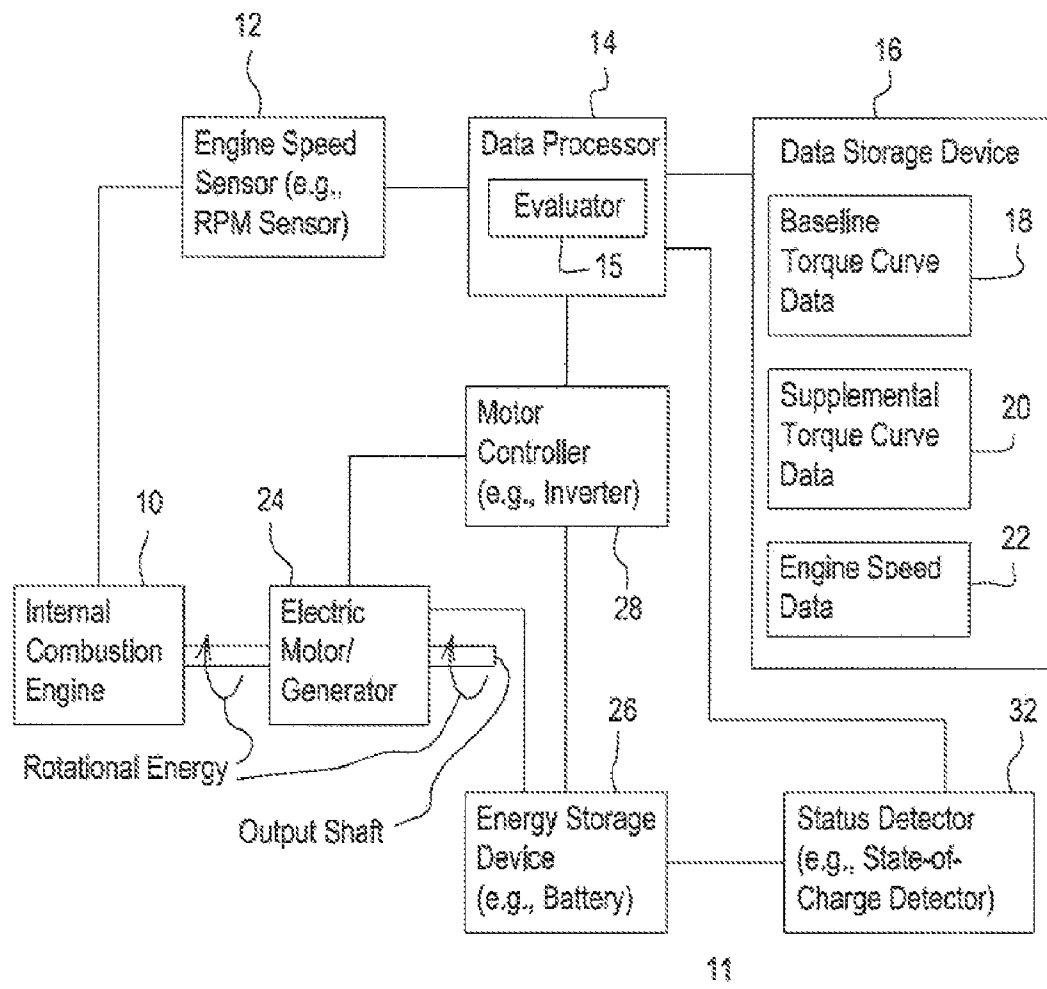 12
14
16
Engine Speed
Sensor (e.g.,
RPM Sensor)
Data Processor
Evaluator
15
Data Storage Device
Baseline
Torque Curve
Data
18
Supplemental
Torque Curve
Data
20
Engine Speed
Data
22
Motor
Controller
(e.g., Inverter)
28
10
24
Internal
Combustion
Engine
Electric
Motor/
Generator
Rotational Energy
Output Shaft
26
32
Energy Storage
Device
(e.g., Battery)
Status Detector
(e.g., State-of-
Charge Detector)
11